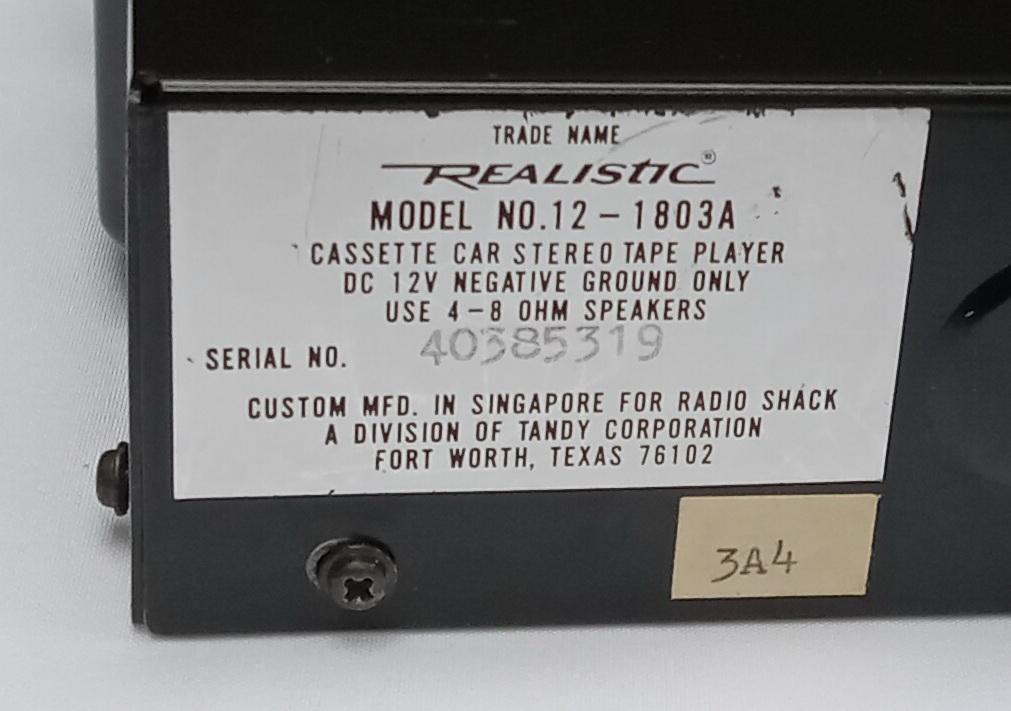 TRADE NAME
REALISTIC®
MODEL NO.12-1803A
CASSETTE CAR STEREO TAPE PLAYER
DC 12V NEGATIVE GROUND ONLY
USE 4-8 OHM SPEAKERS
SERIAL NO. 40385319
CUSTOM MFD. IN SINGAPORE FOR RADIO SHACK
A DIVISION OF TANDY CORPORATION
FORT WORTH, TEXAS 76102
3A4